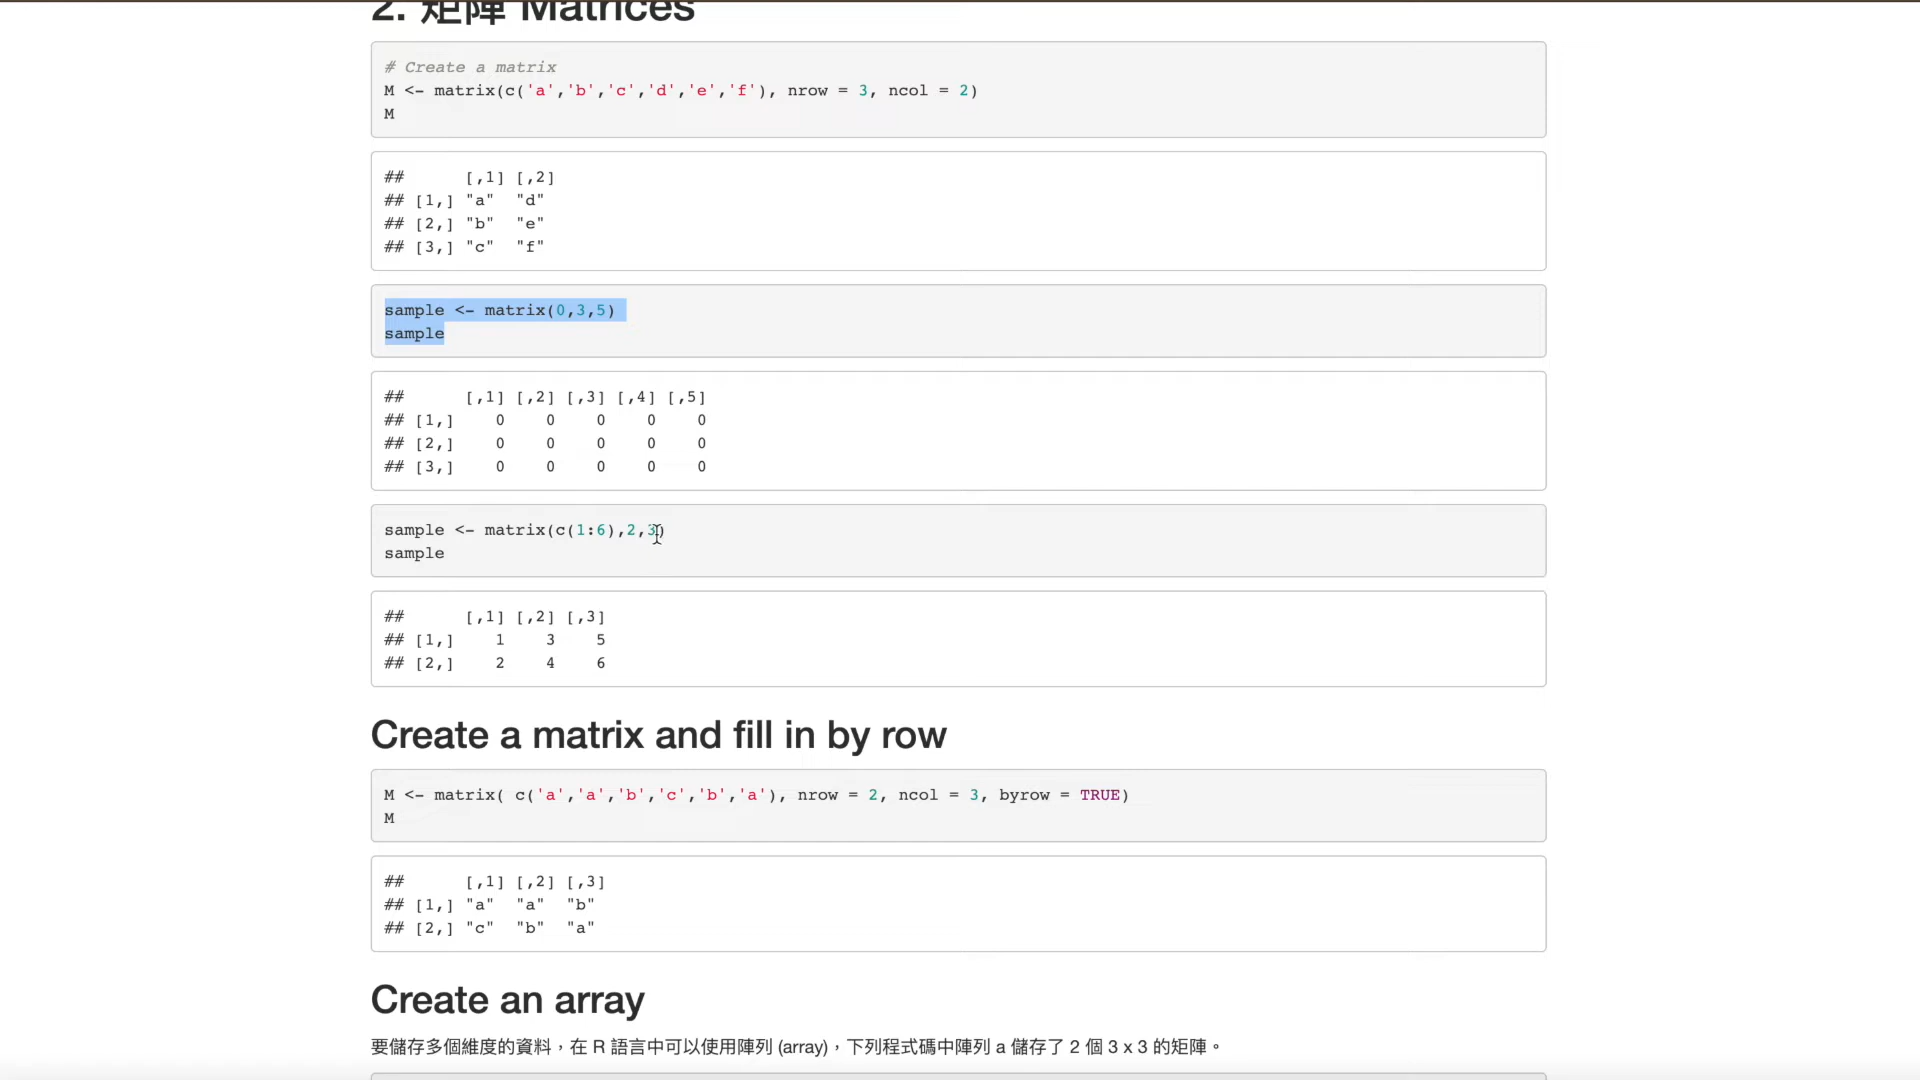 2. 矩陣 Matrices
# Create a matrix
M <- matrix(c('a','b','c','d','e','f'), nrow = 3, ncol = 2)
M
##      [,1] [,2]
## [1,] "a"  "d"
## [2,] "b"  "e"
## [3,] "c"  "f"
sample <- matrix(0,3,5)
sample
##      [,1] [,2] [,3] [,4] [,5]
## [1,]    0    0    0    0    0
## [2,]    0    0    0    0    0
## [3,]    0    0    0    0    0
sample <- matrix(c(1:6),2,3)
sample
##      [,1] [,2] [,3]
## [1,]    1    3    5
## [2,]    2    4    6
Create a matrix and fill in by row
M <- matrix( c('a','a','b','c','b','a'), nrow = 2, ncol = 3, byrow = TRUE)
M
##      [,1] [,2] [,3]
## [1,] "a"  "a"  "b"
## [2,] "c"  "b"  "a"
Create an array
要儲存多個維度的資料，在 R 語言中可以使用陣列 (array)，下列程式碼中陣列 a 儲存了 2 個 3 x 3 的矩陣。